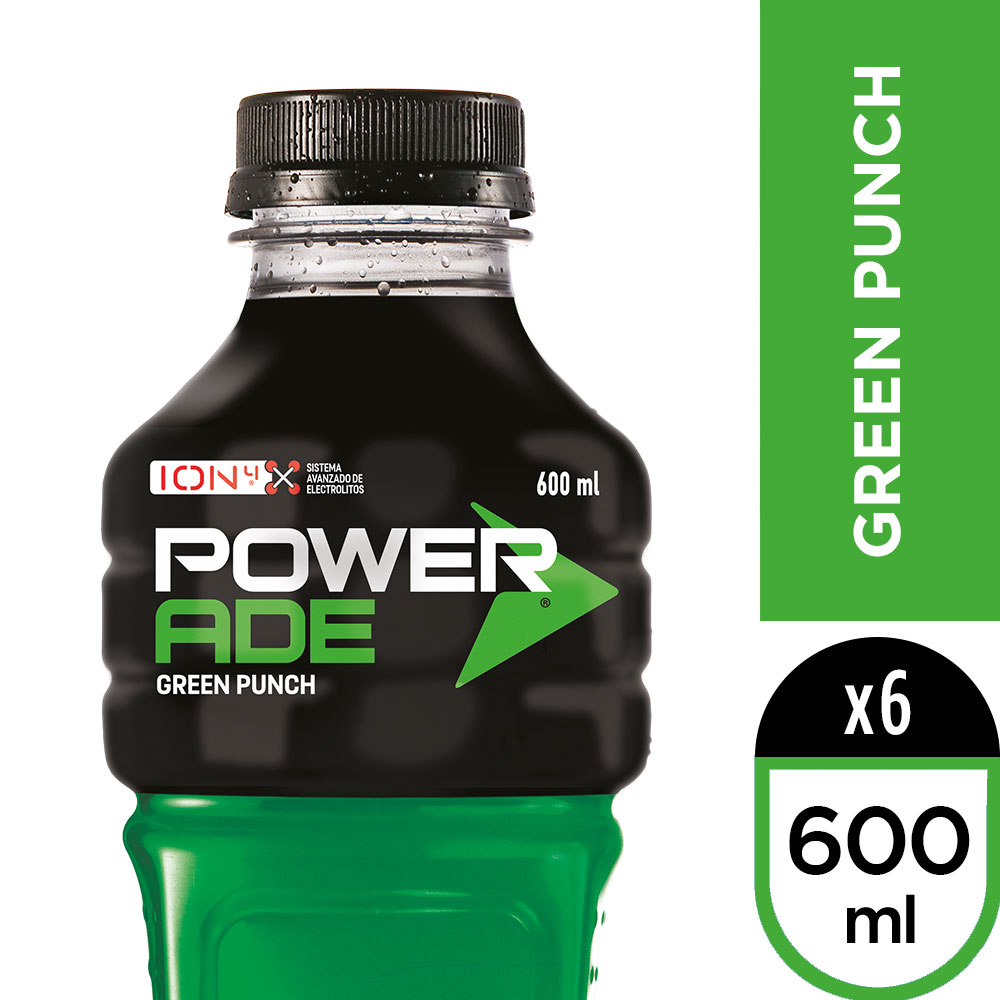 ION4®
SISTEMA
AVANZADO DE
ELECTROLITOS
600 ml
POWER
ADE
®
GREEN PUNCH
GREEN PUNCH
x6
600
ml